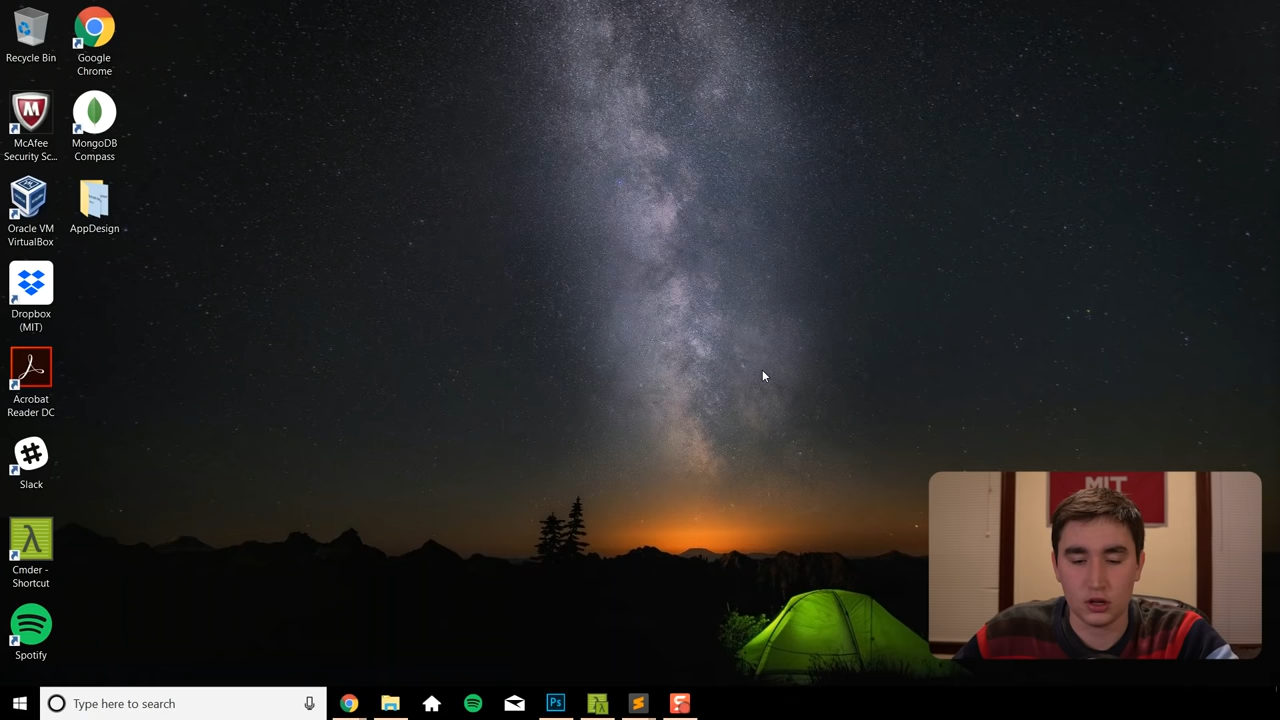 Recycle Bin
Google
Chrome
McAfee
Security Sc...
MongoDB
Compass
Oracle VM
VirtualBox
AppDesign
Dropbox
(MIT)
Acrobat
Reader DC
Slack
Cmder -
Shortcut
Spotify
MIT
Type here to search
Ps